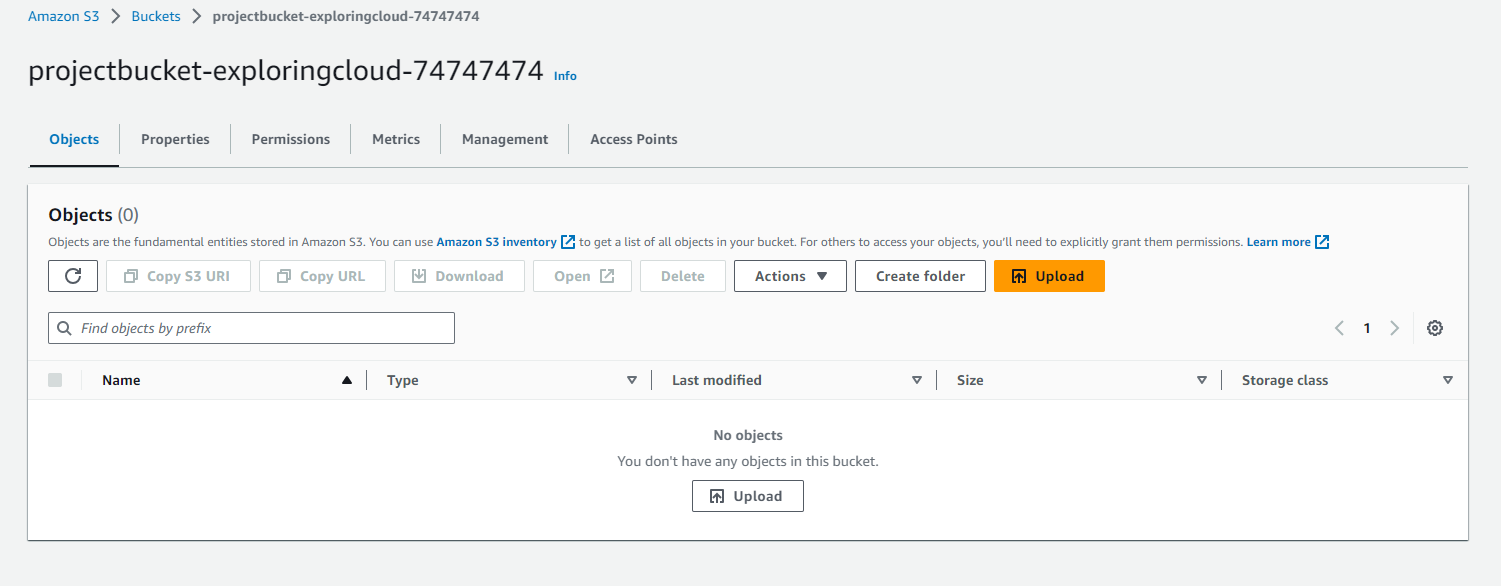 Amazon S3 > Buckets > projectbucket-exploringcloud-74747474
projectbucket-exploringcloud-74747474 Info
Objects Properties Permissions Metrics Management Access Points
Objects (0)
Objects are the fundamental entities stored in Amazon S3. You can use Amazon S3 inventory to get a list of all objects in your bucket. For others to access your objects, you'll need to explicitly grant them permissions. Learn more
Copy S3 URI Copy URL Download Open Delete Actions Create folder Upload
Find objects by prefix 1
Name Type Last modified Size Storage class
No objects
You don't have any objects in this bucket.
Upload